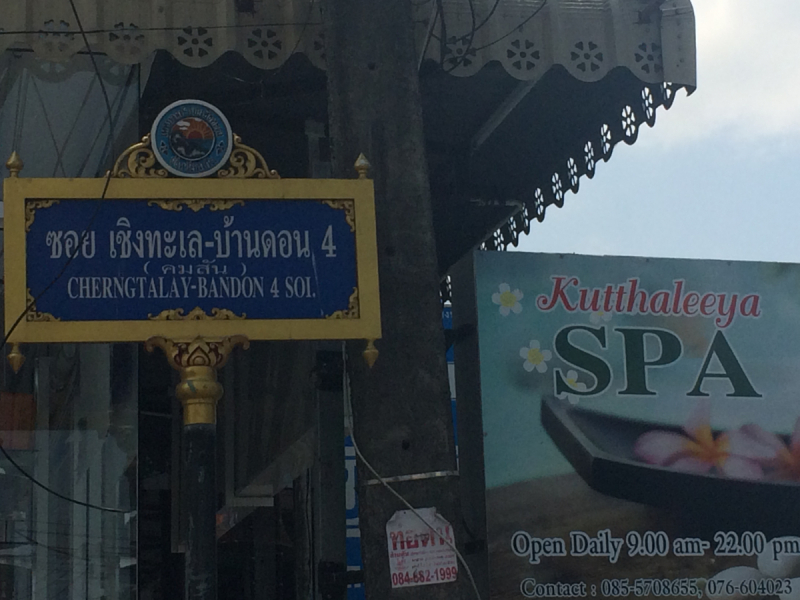 ซอย เชิงทะเล-บ้านดอน 4
( คมสัน )
CHERNGTALAY-BANDON 4 SOI.
Kutthaleeya
SPA
Open Daily 9.00 am- 22.00 pm
Contact : 085-5708655, 076-604023
084-662-1999